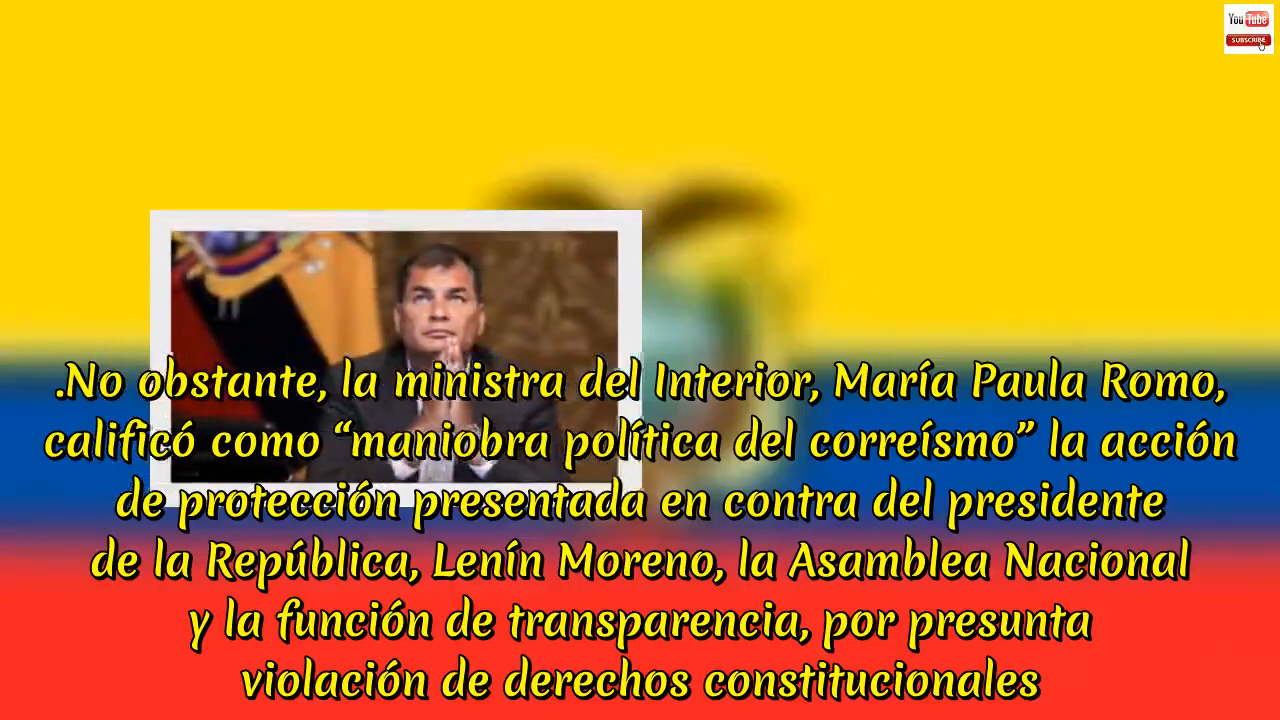 You Tube
SUBSCRIBE
.No obstante, la ministra del Interior, María Paula Romo,
calificó como “maniobra política del correísmo” la acción
de protección presentada en contra del presidente
de la República, Lenín Moreno, la Asamblea Nacional
y la función de transparencia, por presunta
violación de derechos constitucionales